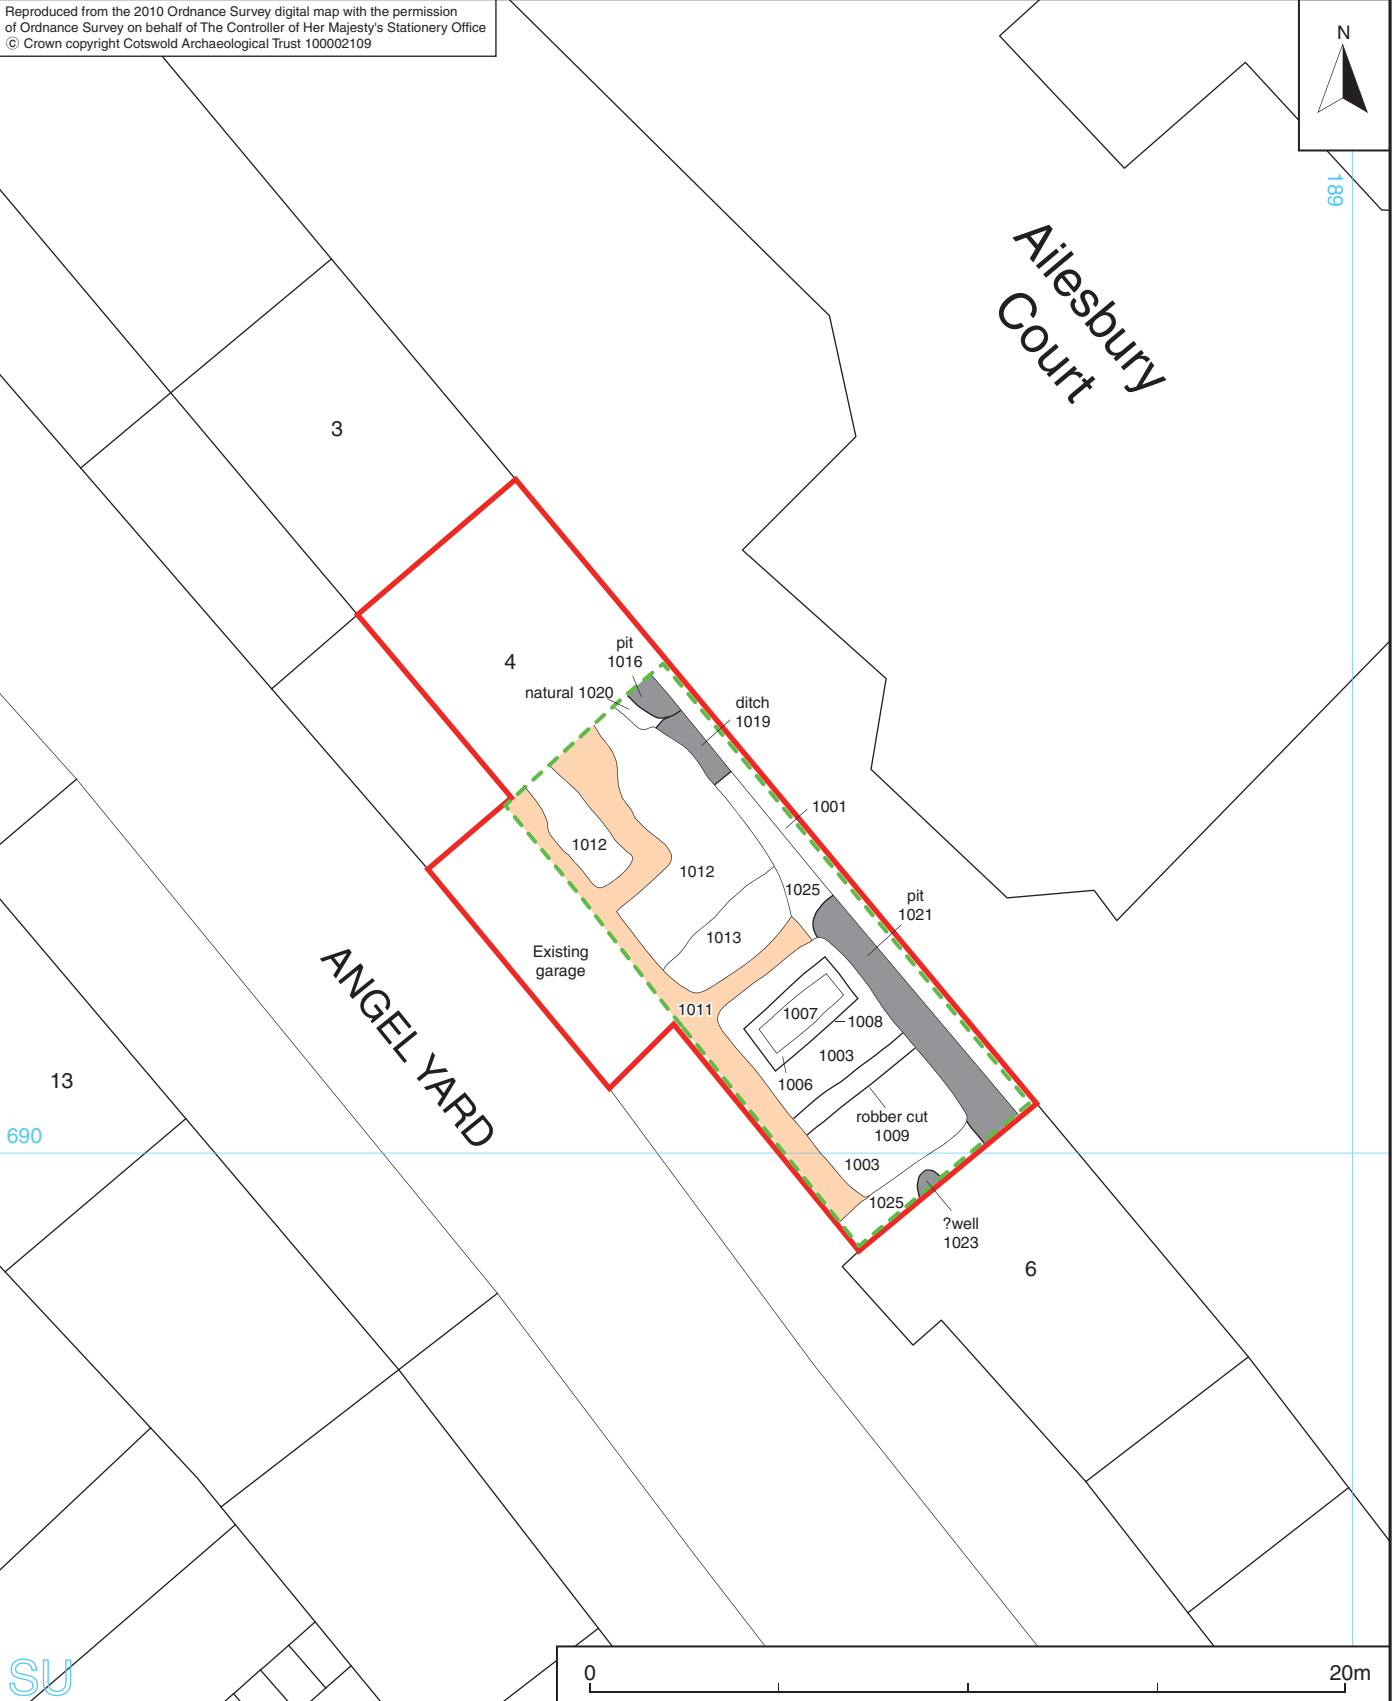 Reproduced from the 2010 Ordnance Survey digital map with the permission
of Ordnance Survey on behalf of The Controller of Her Majesty's Stationery Office
© Crown copyright Cotswold Archaeological Trust 100002109
N
189
Ailesbury
Court
3
4
pit
1016
natural 1020
ditch
1019
1001
1012
1012
1025
pit
1021
1013
Existing
garage
1011
1007
1008
1003
1006
robber cut
1009
1003
1025
?well
1023
ANGEL YARD
13
690
6
SU
0
20m